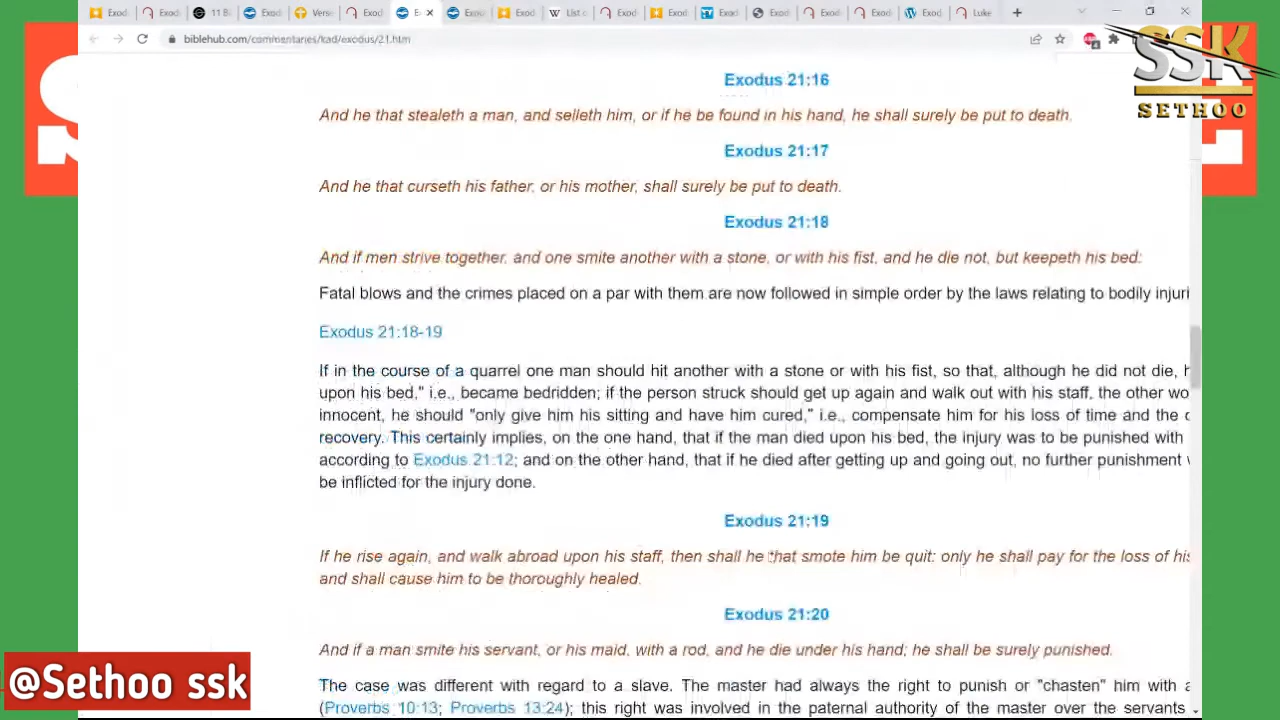 Exod
Exod
11 B
Exod
Verse
Exod
E
Exod
Exod
List c
Exod
Exod
Exod
Exod
Exod
Exod
Exod
Luke
biblehub.com/commentaries/kad/exodus/21.htm
SSK
SETHOO
Exodus 21:16
And he that stealeth a man, and selleth him, or if he be found in his hand, he shall surely be put to death.
Exodus 21:17
And he that curseth his father, or his mother, shall surely be put to death.
Exodus 21:18
And if men strive together, and one smite another with a stone, or with his fist, and he die not, but keepeth his bed:
Fatal blows and the crimes placed on a par with them are now followed in simple order by the laws relating to bodily injuri
Exodus 21:18-19
If in the course of a quarrel one man should hit another with a stone or with his fist, so that, although he did not die, h
upon his bed," i.e., became bedridden; if the person struck should get up again and walk out with his staff, the other wo
innocent, he should "only give him his sitting and have him cured," i.e., compensate him for his loss of time and the c
recovery. This certainly implies, on the one hand, that if the man died upon his bed, the injury was to be punished with
according to Exodus 21:12; and on the other hand, that if he died after getting up and going out, no further punishment w
be inflicted for the injury done.
Exodus 21:19
If he rise again, and walk abroad upon his staff, then shall he that smote him be quit: only he shall pay for the loss of his
and shall cause him to be thoroughly healed.
Exodus 21:20
And if a man smite his servant, or his maid, with a rod, and he die under his hand; he shall be surely punished.
The case was different with regard to a slave. The master had always the right to punish or "chasten" him with a
(Proverbs 10:13; Proverbs 13:24); this right was involved in the paternal authority of the master over the servants
@Sethoo ssk